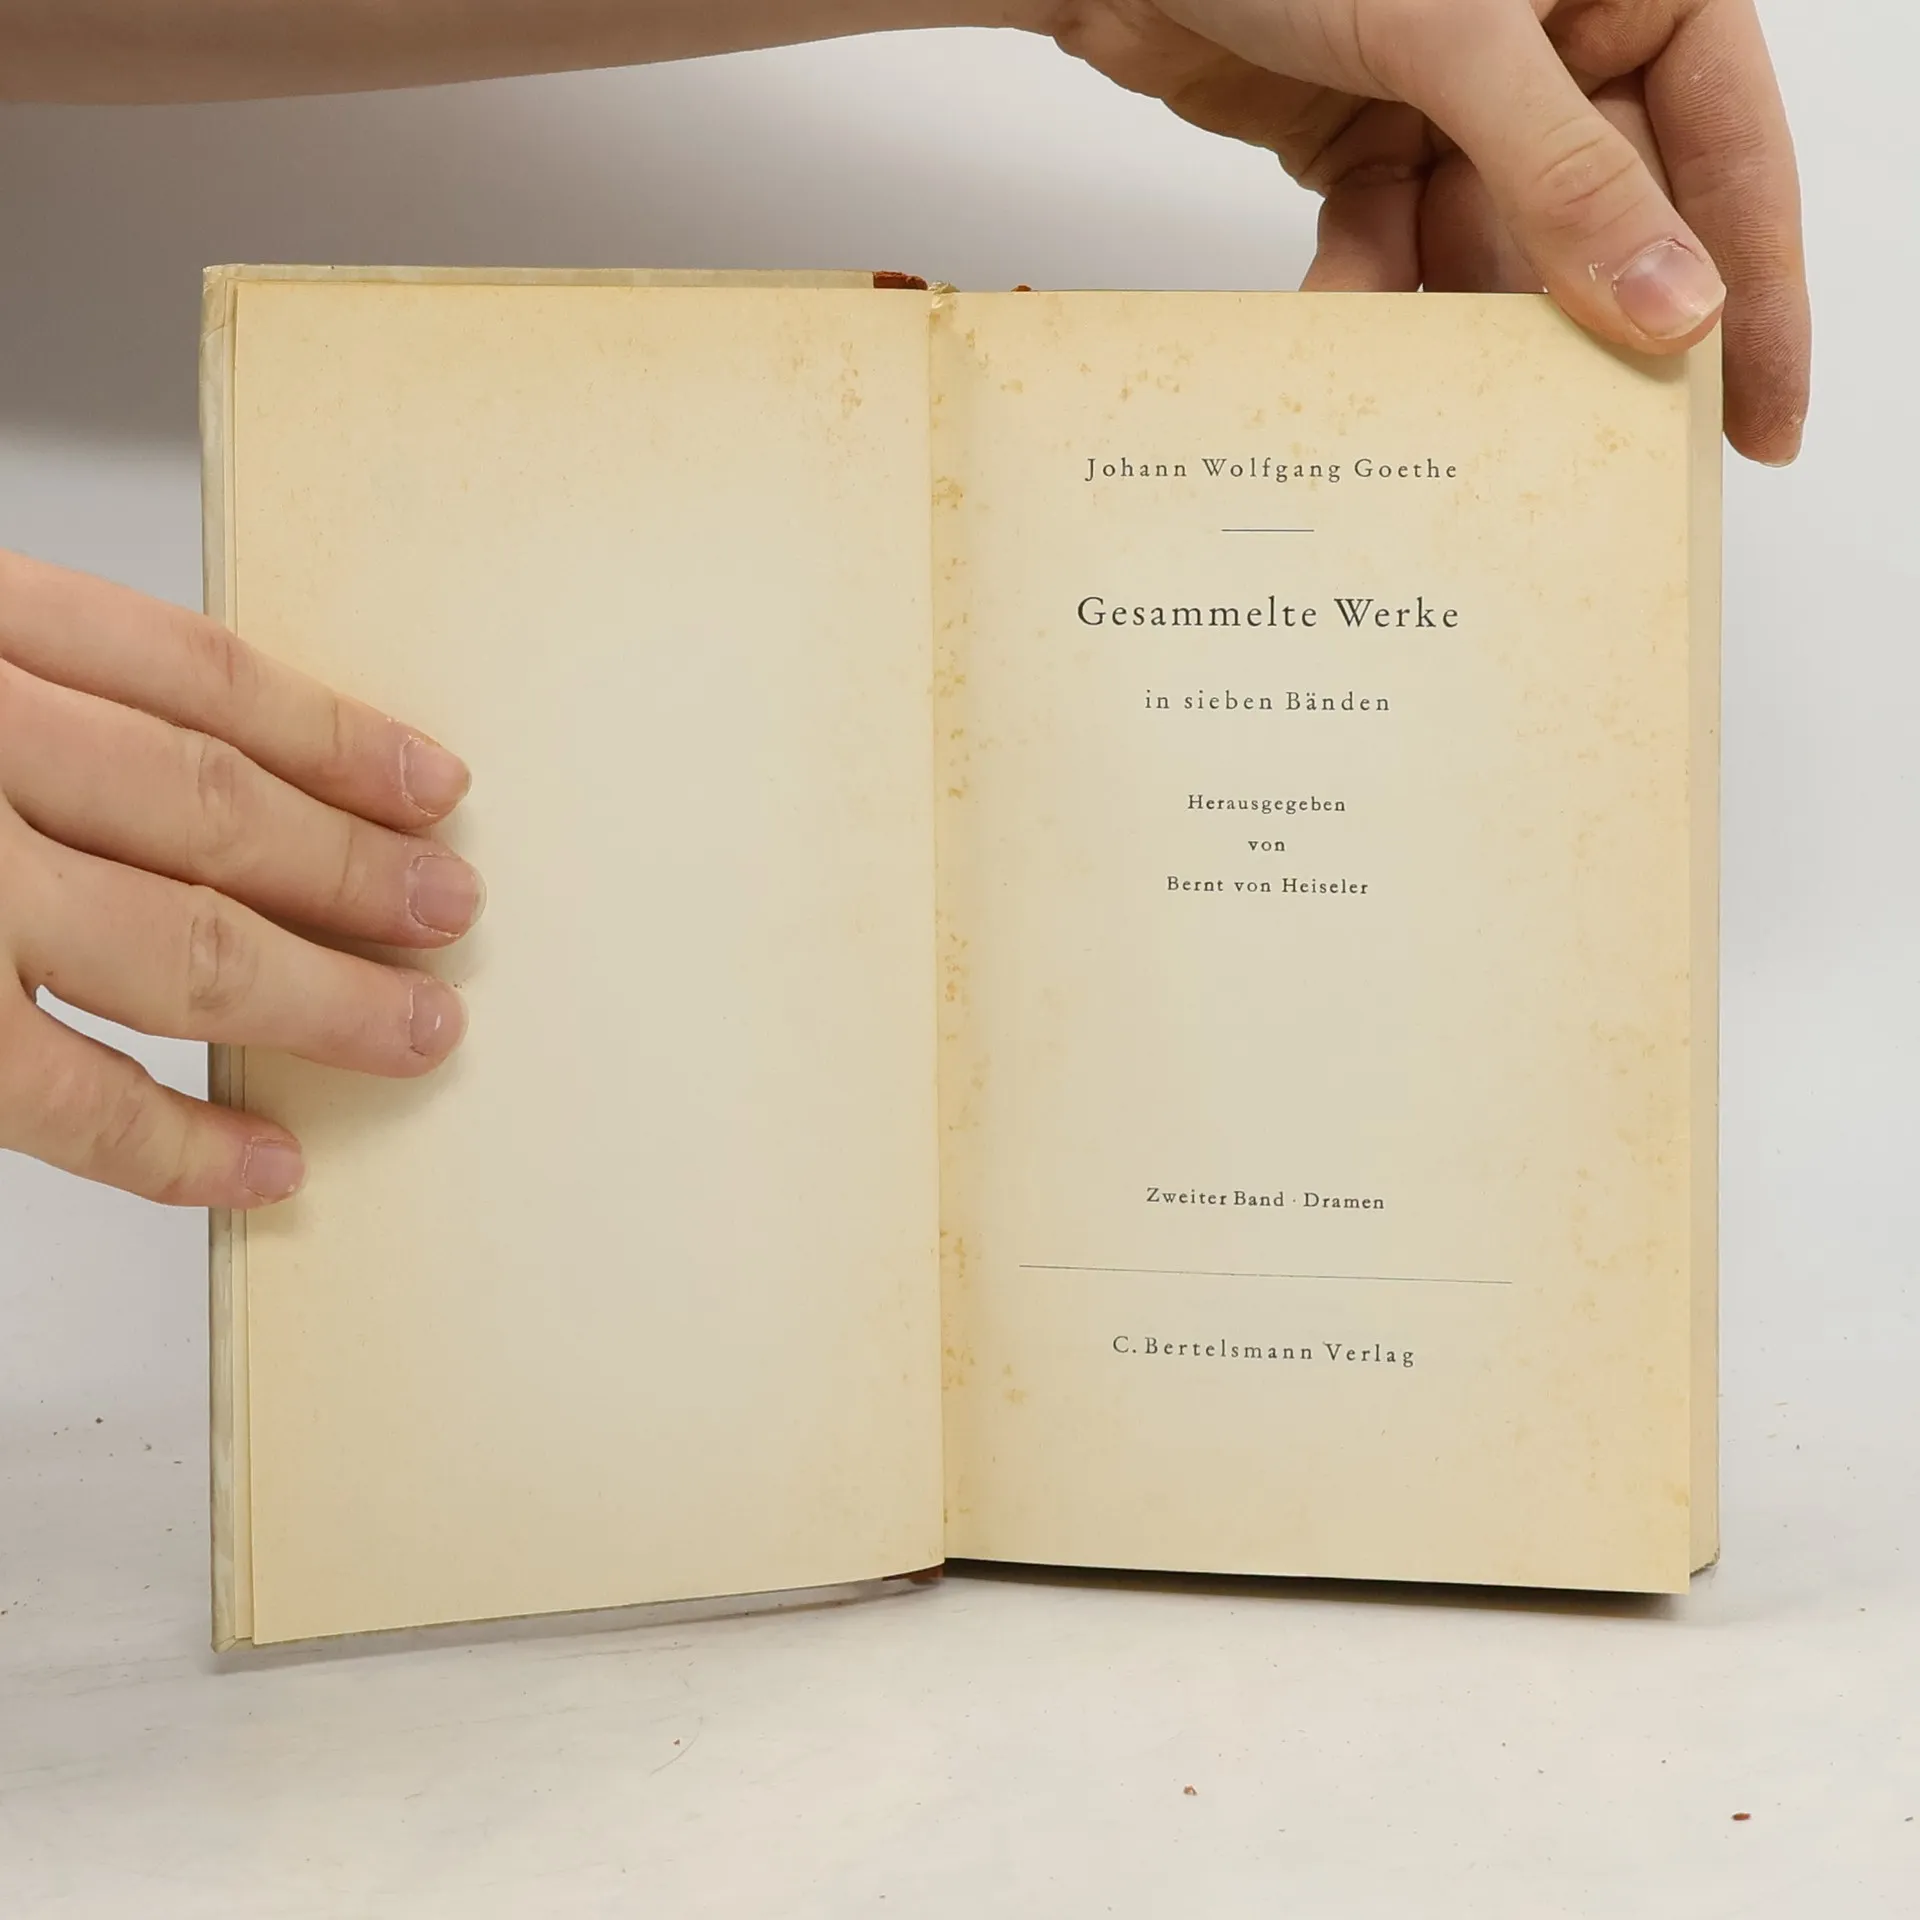 Johann Wolfgang Goethe
Gesammelte Werke
in sieben Bänden
Herausgegeben
von
Bernt von Heiseler
Zweiter Band · Dramen
C. Bertelsmann Verlag